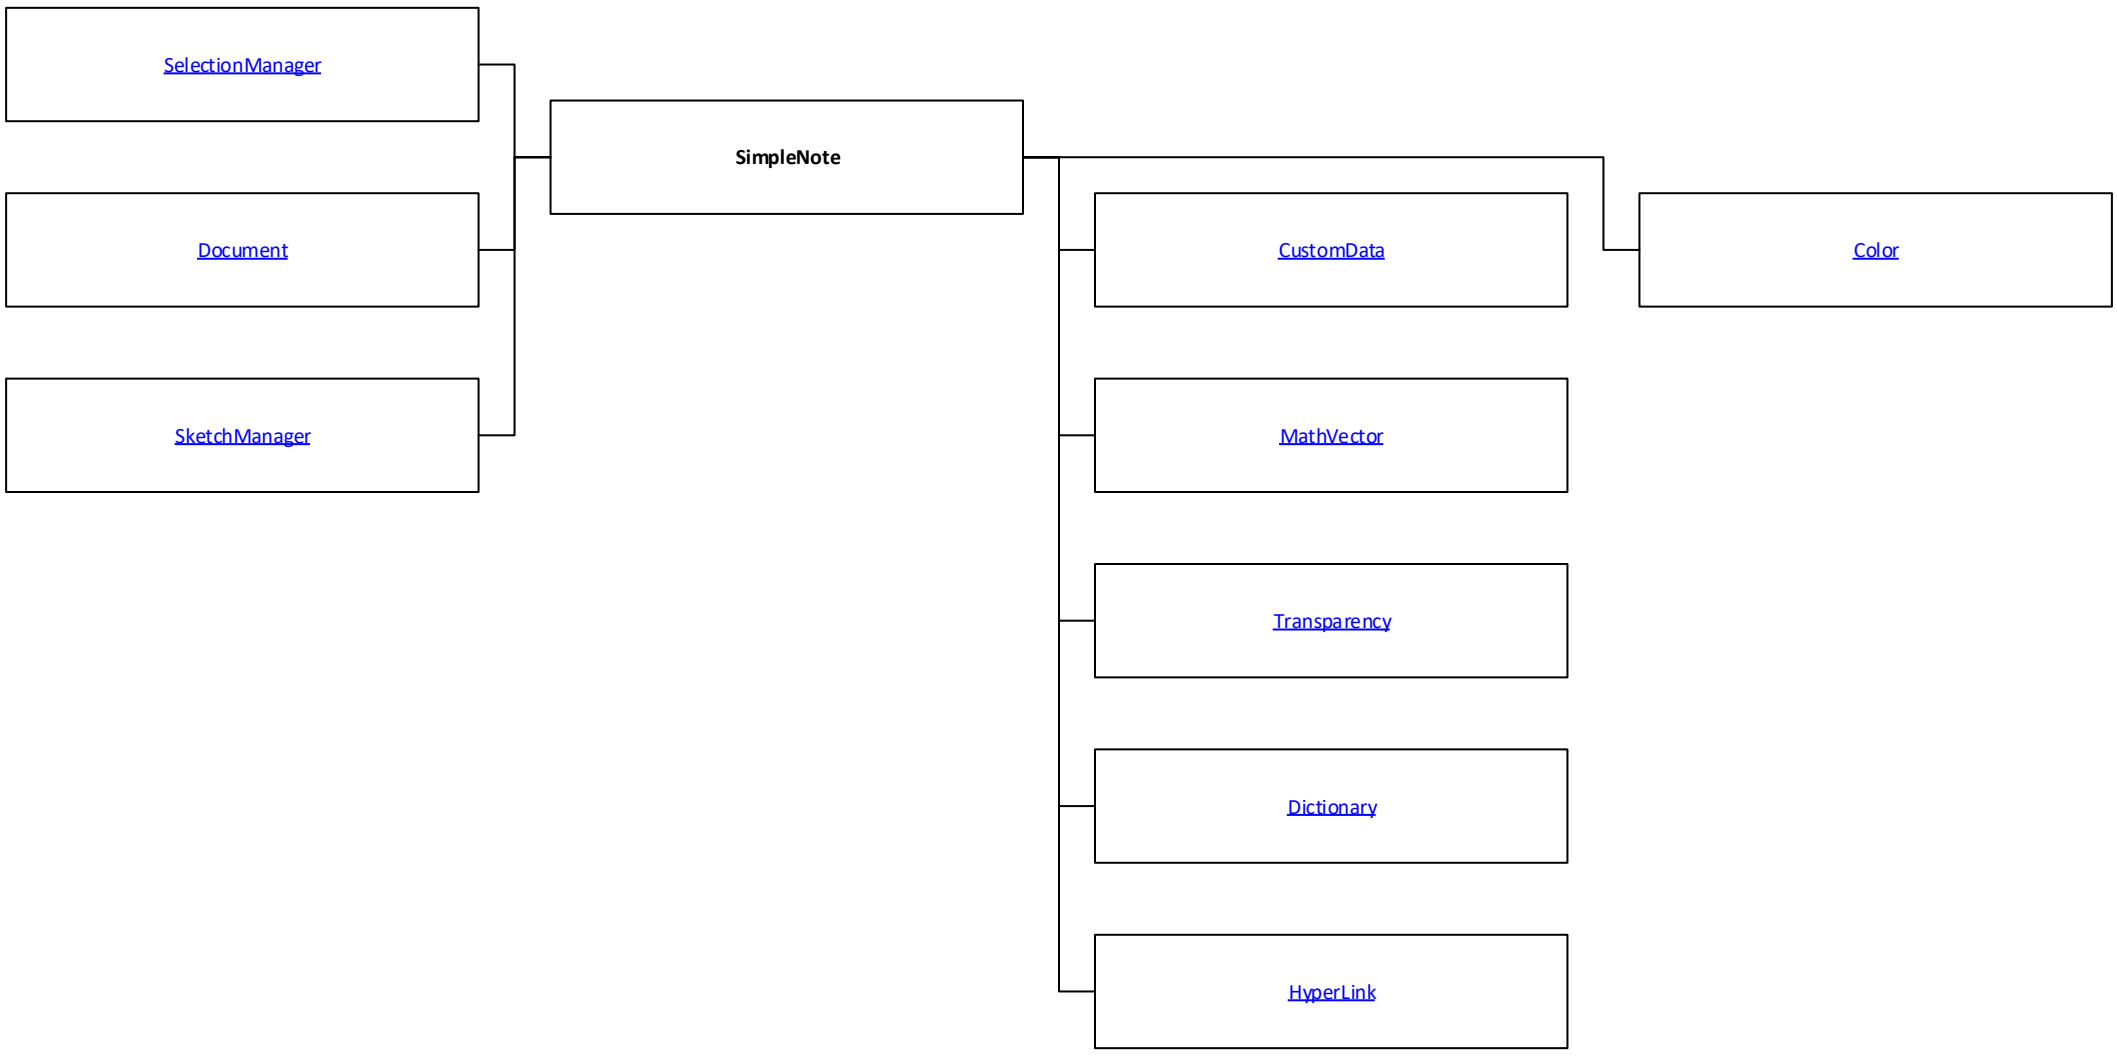 SelectionManager
SimpleNote
Document
CustomData
Color
SketchManager
MathVector
Transparency
Dictionary
HyperLink